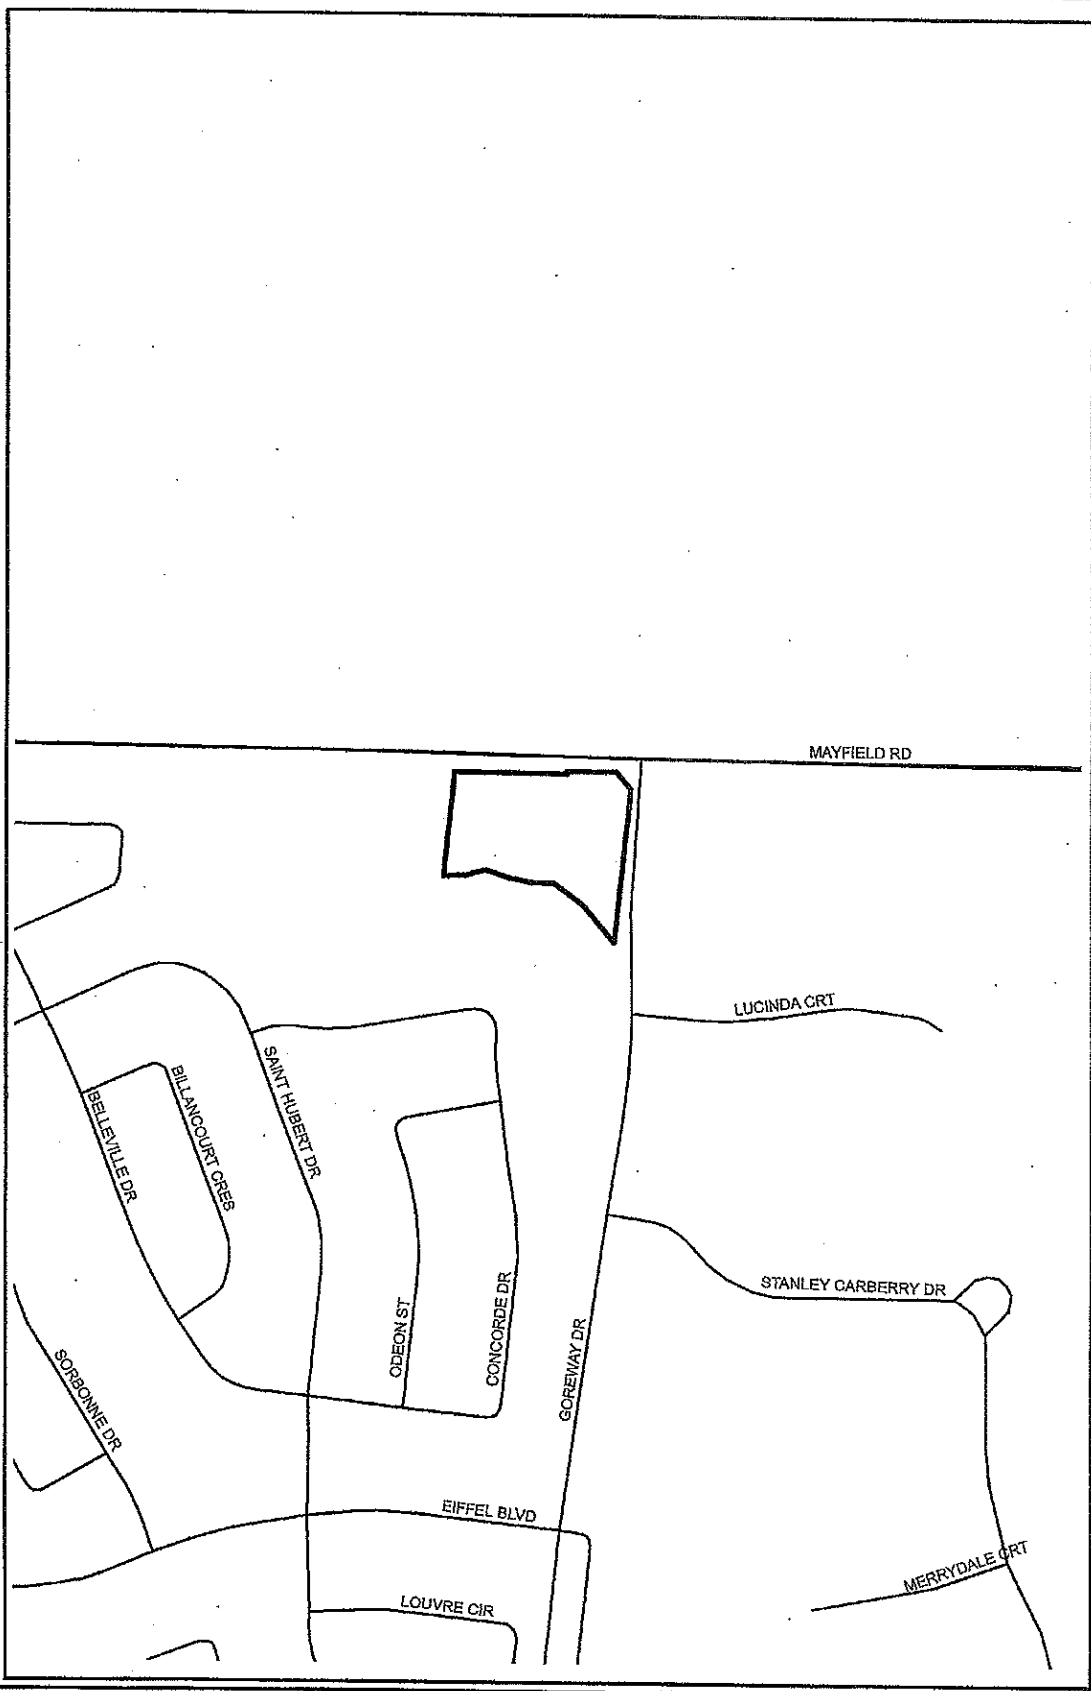 MAYFIELD RD
LUCINDA CRT
SAINT HUBERT DR
BILLANCOURT CRES
BELLEVILLE DR
STANLEY CARBERRY DR
ODEON ST
CONCORDE DR
GOREWAY DR
SORBONNE DR
EIFFEL BLVD
MERRYDALE CRT
LOUVRE CIR